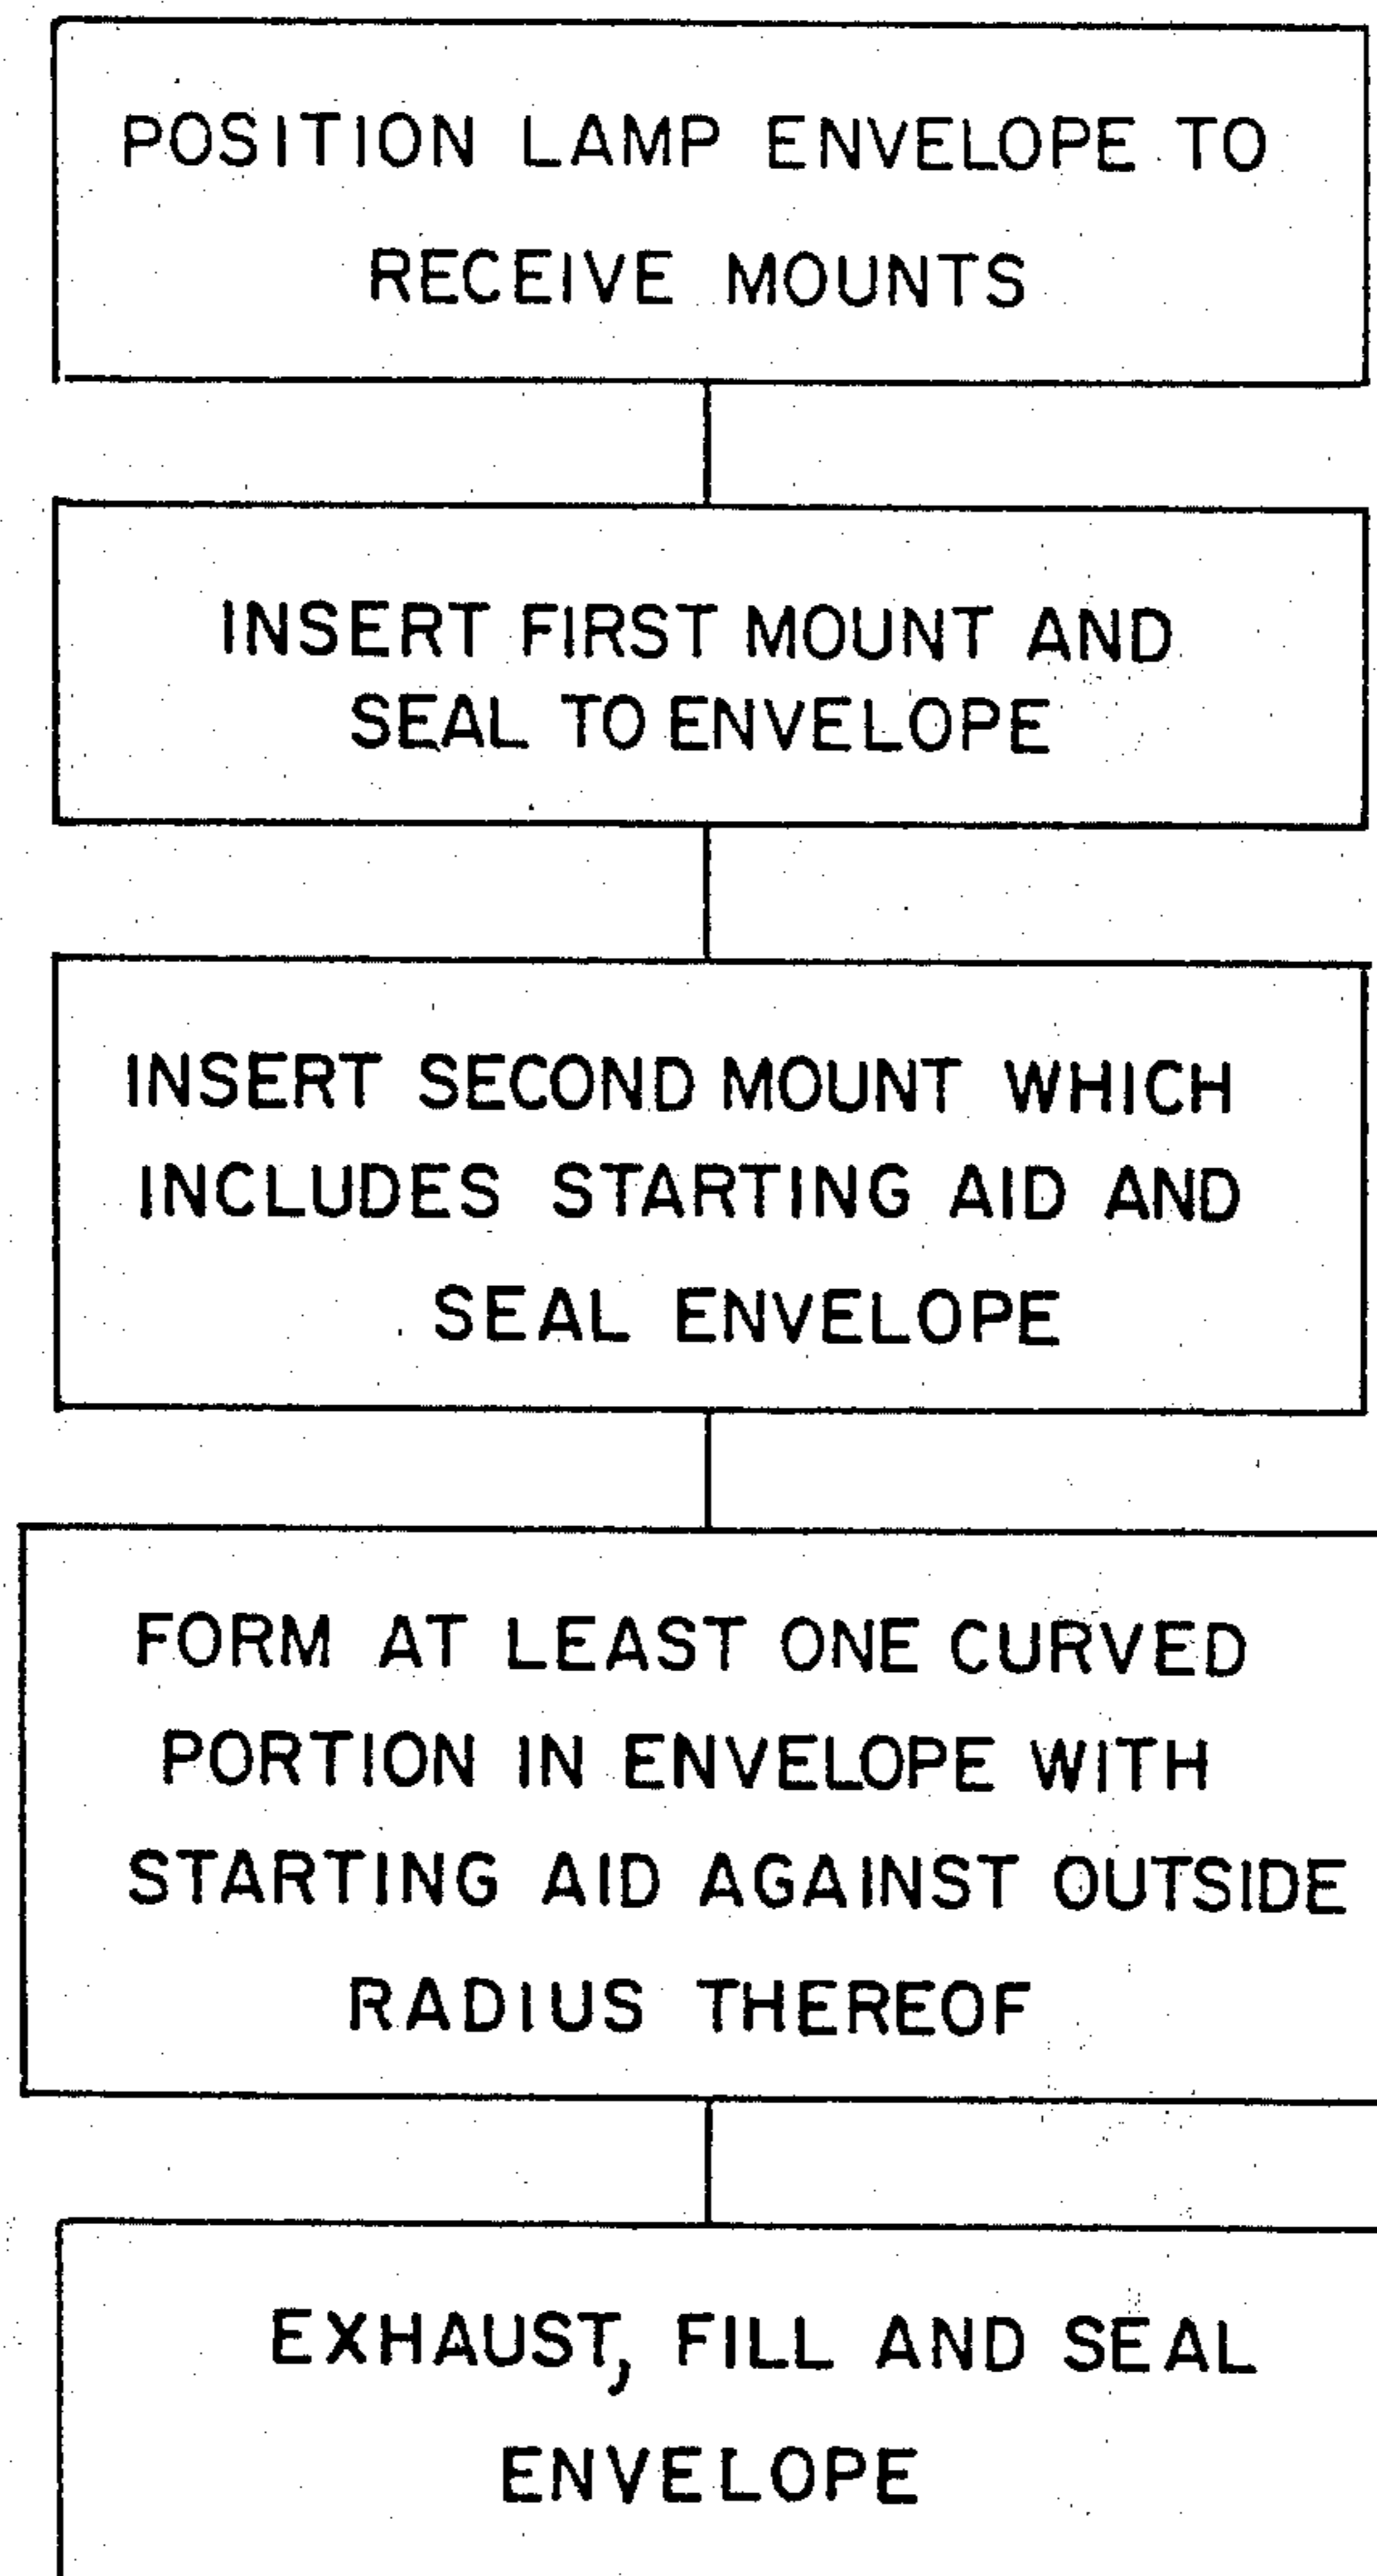 POSITION LAMP ENVELOPE TO
RECEIVE MOUNTS
INSERT FIRST MOUNT AND
SEAL TO ENVELOPE
INSERT SECOND MOUNT WHICH
INCLUDES STARTING AID AND
SEAL ENVELOPE
FORM AT LEAST ONE CURVED
PORTION IN ENVELOPE WITH
STARTING AID AGAINST OUTSIDE
RADIUS THEREOF
EXHAUST, FILL AND SEAL
ENVELOPE